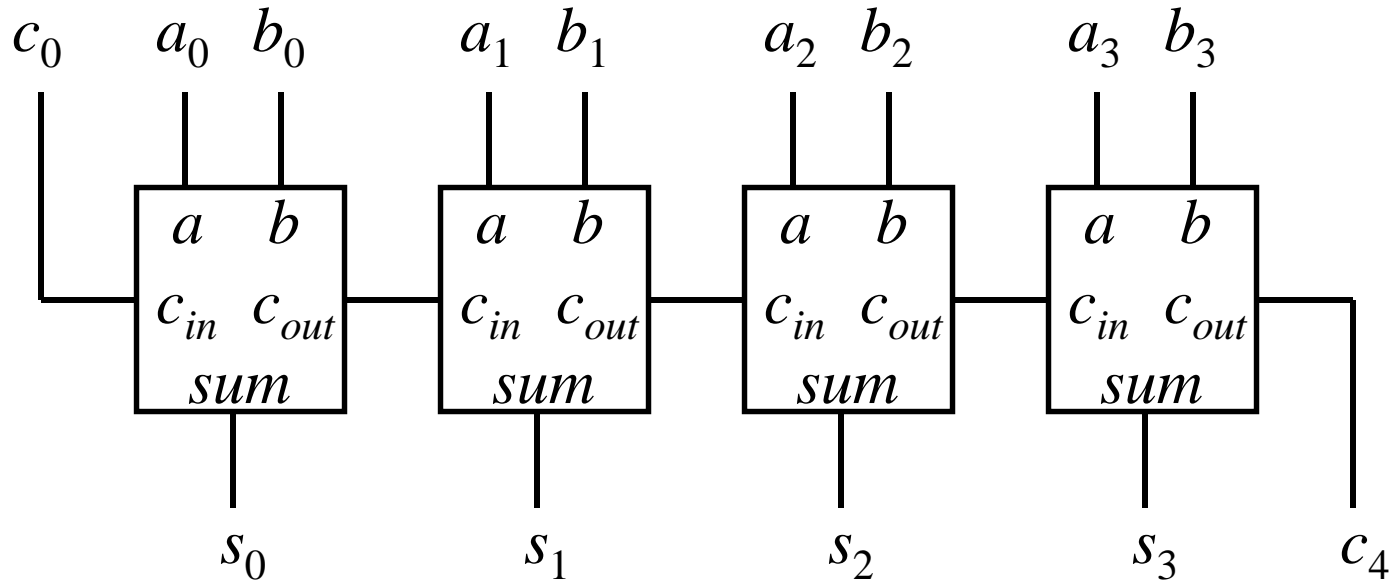 c0 a0 b0 a1 b1 a2 b2 a3 b3
a b a b a b a b
cin cout cin cout cin cout cin cout
sum sum sum sum
s0 s1 s2 s3 c4